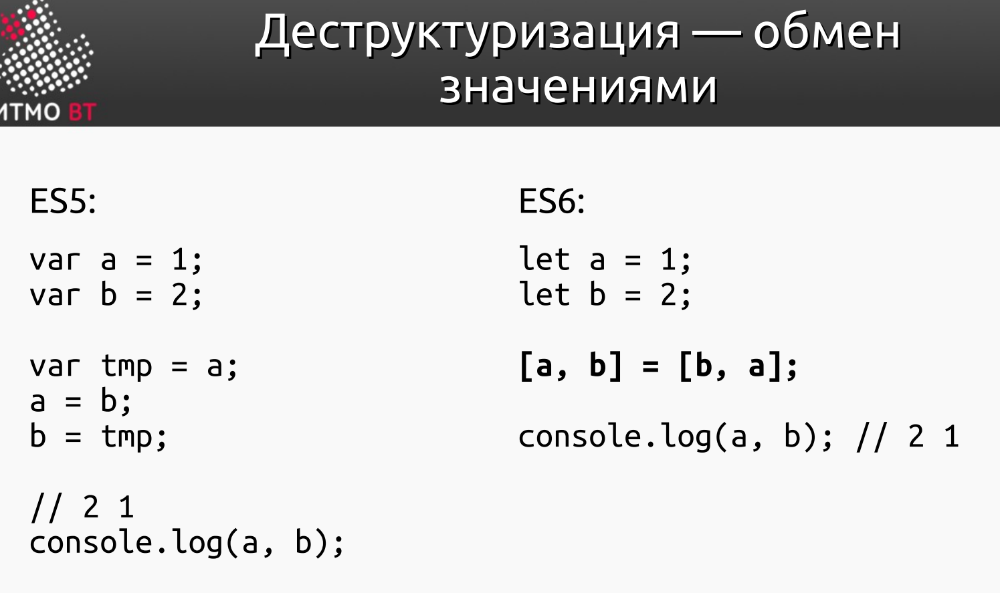 Деструктуризация — обмен
значениями
ИТМО ВТ
ES5:
var a = 1;
var b = 2;
var tmp = a;
a = b;
b = tmp;
// 2 1
console.log(a, b);
ES6:
let a = 1;
let b = 2;
[a, b] = [b, a];
console.log(a, b); // 2 1